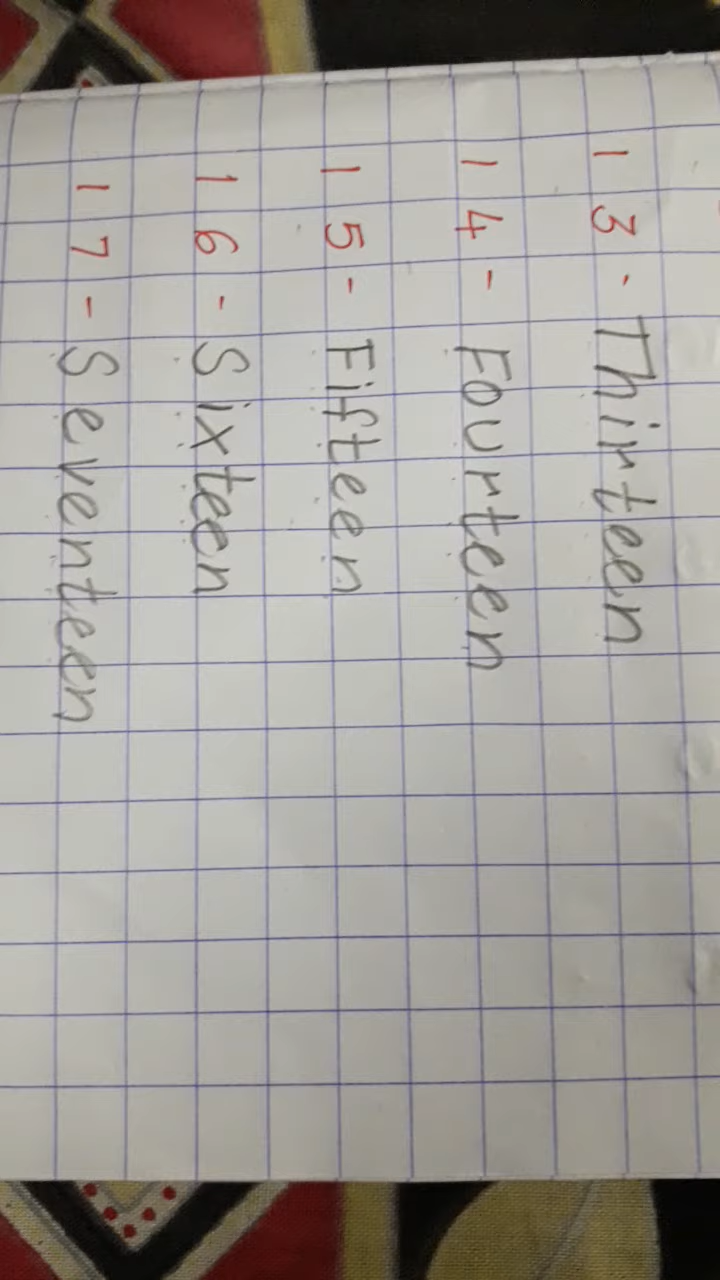 13 - Thirteen
14 - Fourteen
15 - Fifteen
16 - Sixteen
17 - Seventeen